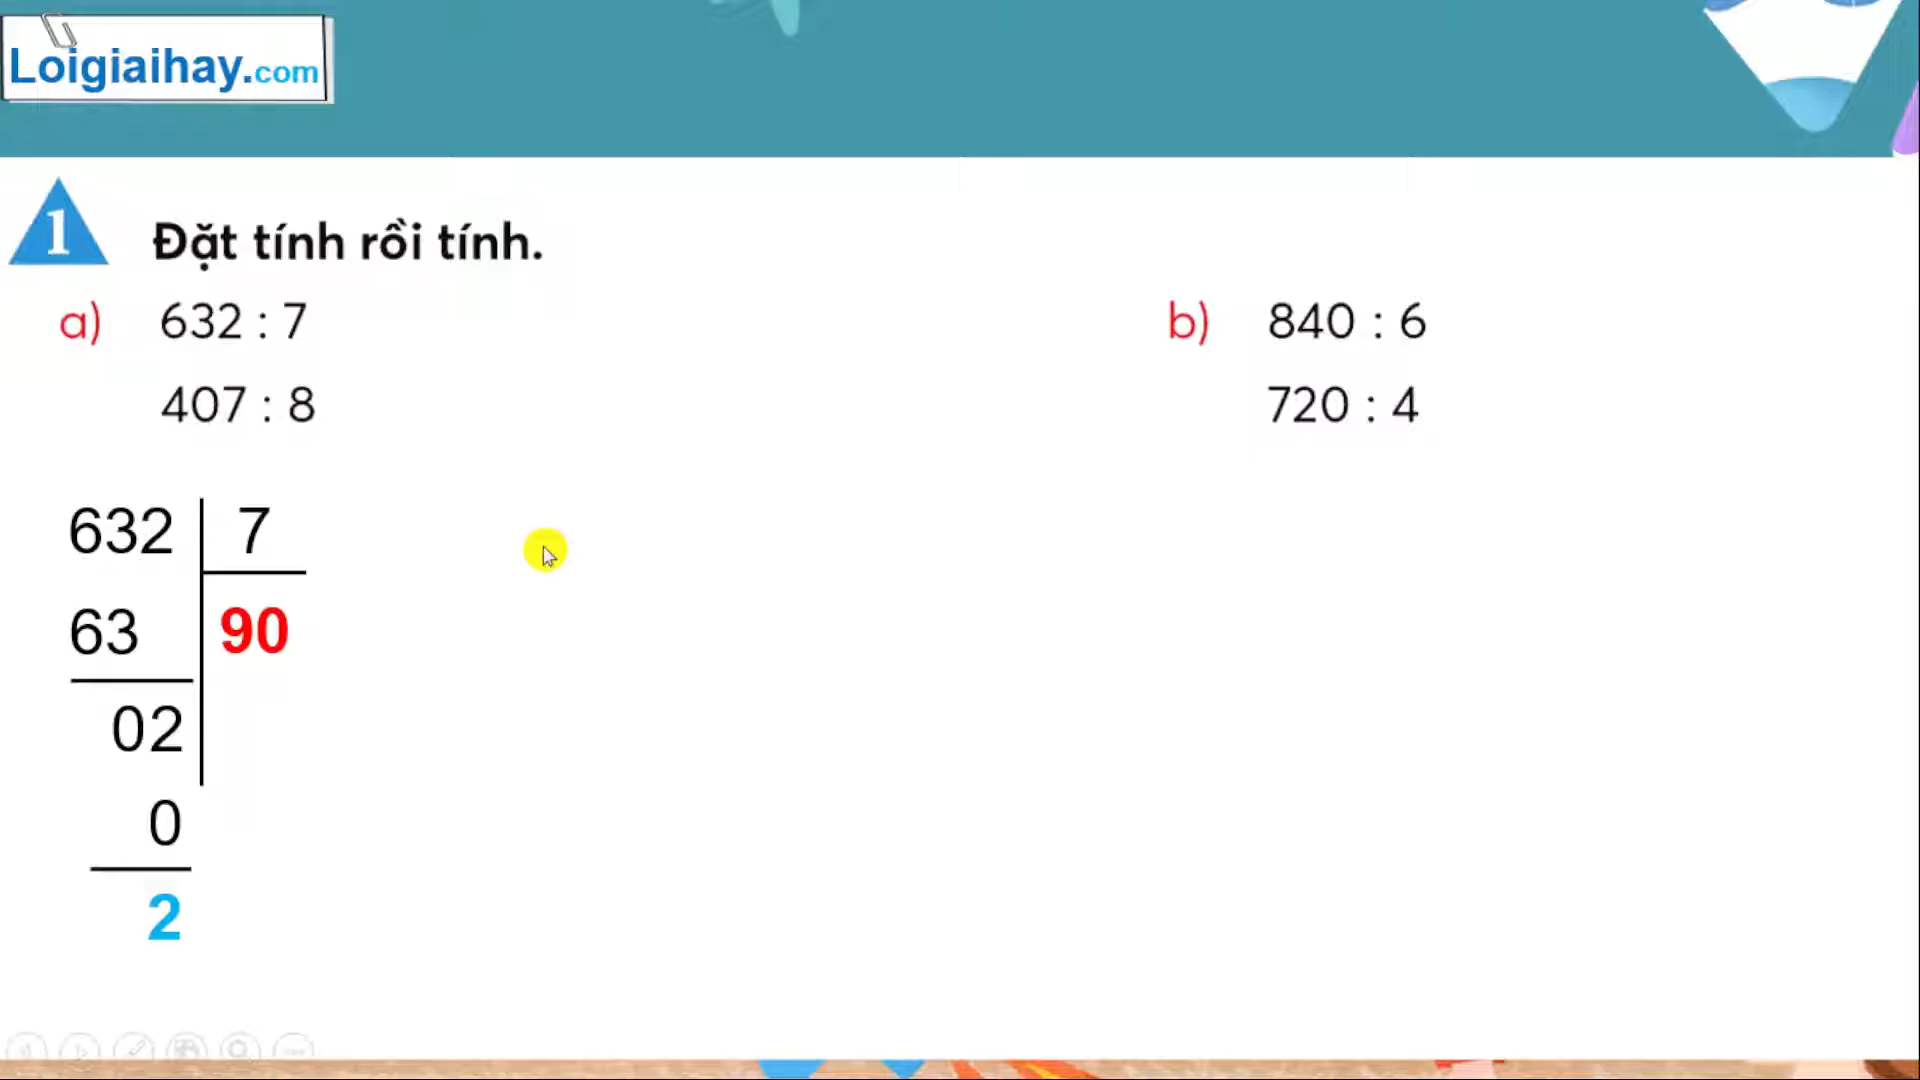 Loigiaihay.com
1 Đặt tính rồi tính.
a) 632 : 7
407 : 8
b) 840 : 6
720 : 4
632 7
63 90
02
0
2